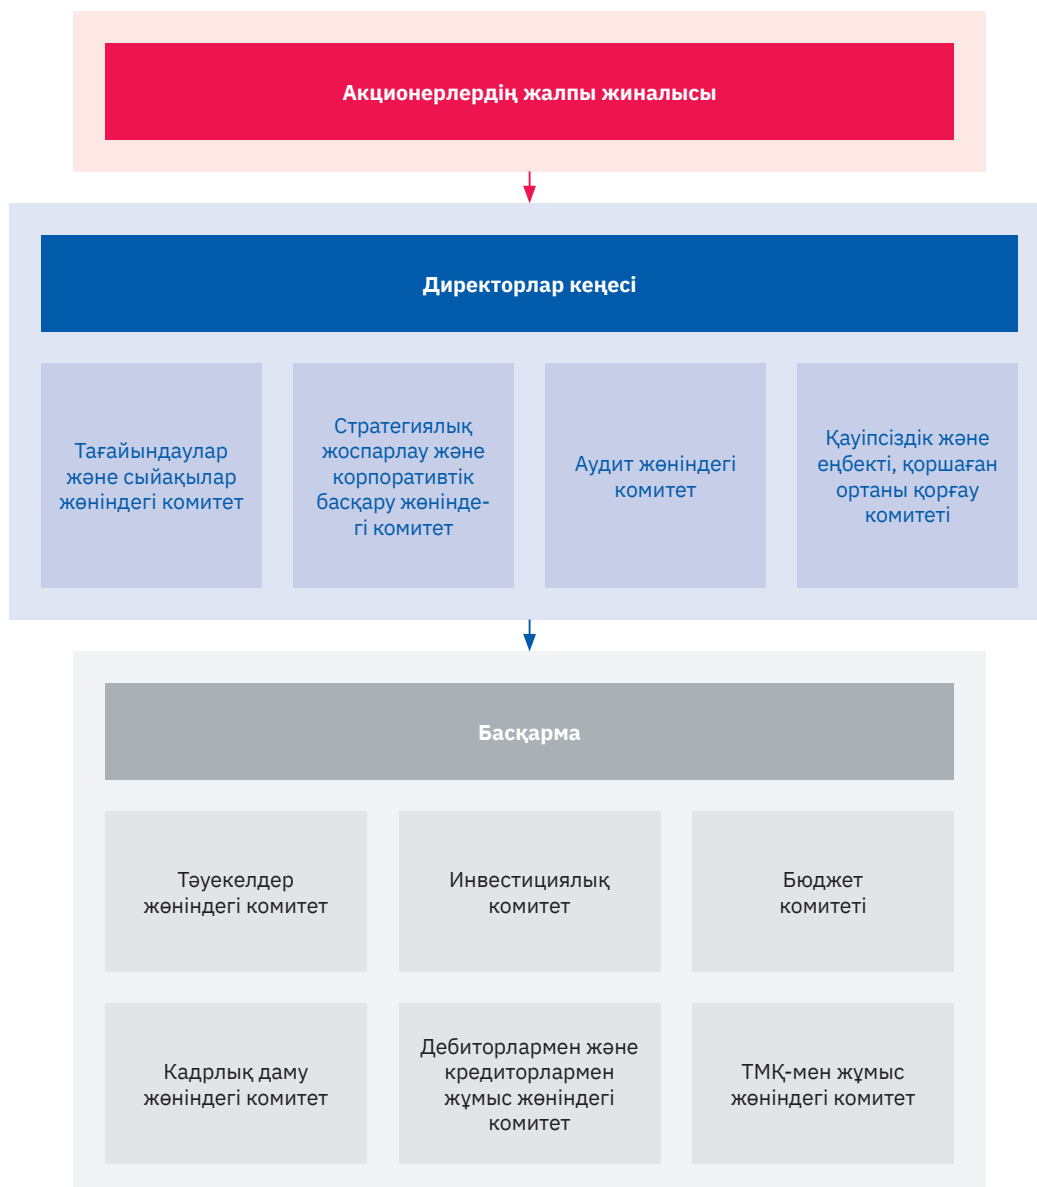 Акционерлердің жалпы жиналысы
Директорлар кеңесі
Тағайындаулар
және сыйақылар
жөніндегі комитет
Стратегиялық
жоспарлау және
корпоративтік
басқару жөнінде-
гі комитет
Аудит жөніндегі
комитет
Қауіпсіздік және
еңбекті, қоршаған
ортаны қорғау
комитеті
Басқарма
Тәуекелдер
жөніндегі комитет
Инвестициялық
комитет
Бюджет
комитеті
Кадрлық даму
жөніндегі комитет
Дебиторлармен және
кредиторлармен
жұмыс жөніндегі
комитет
ТМҚ-мен жұмыс
жөніндегі комитет